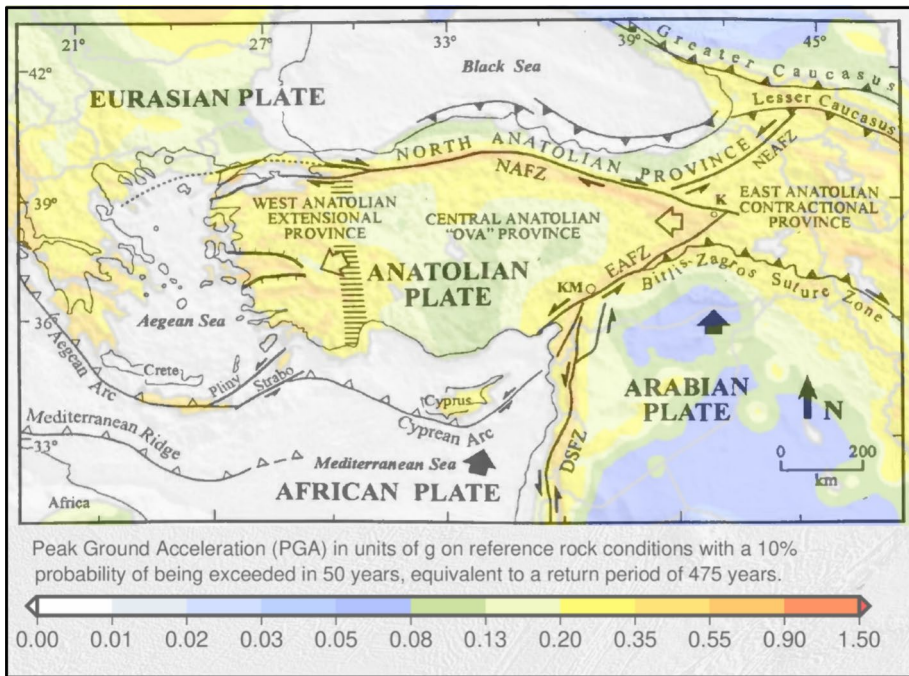 21° 27° 33° 39° 45°
42°
Black Sea
Greater Caucasus
Lesser Caucasus
EURASIAN PLATE
NORTH ANATOLIAN PROVINCE
NAFZ
NEAFZ
39°
WEST ANATOLIAN
EXTENSIONAL
PROVINCE
CENTRAL ANATOLIAN
"OVA" PROVINCE
K
EAST ANATOLIAN
CONTRACTIONAL
PROVINCE
ANATOLIAN
PLATE
EAFZ
KM
Bitlis-Zagros Suture Zone
36°
Aegean Sea
Aegean Arc
Crete
Pliny
Strabo
Cyprus
Cyprean Arc
ARABIAN
PLATE
N
Mediterranean Ridge
33°
Mediterranean Sea
DSFZ
0 200
km
AFRICAN PLATE
Africa
Peak Ground Acceleration (PGA) in units of g on reference rock conditions with a 10%
probability of being exceeded in 50 years, equivalent to a return period of 475 years.
0.00 0.01 0.02 0.03 0.05 0.08 0.13 0.20 0.35 0.55 0.90 1.50